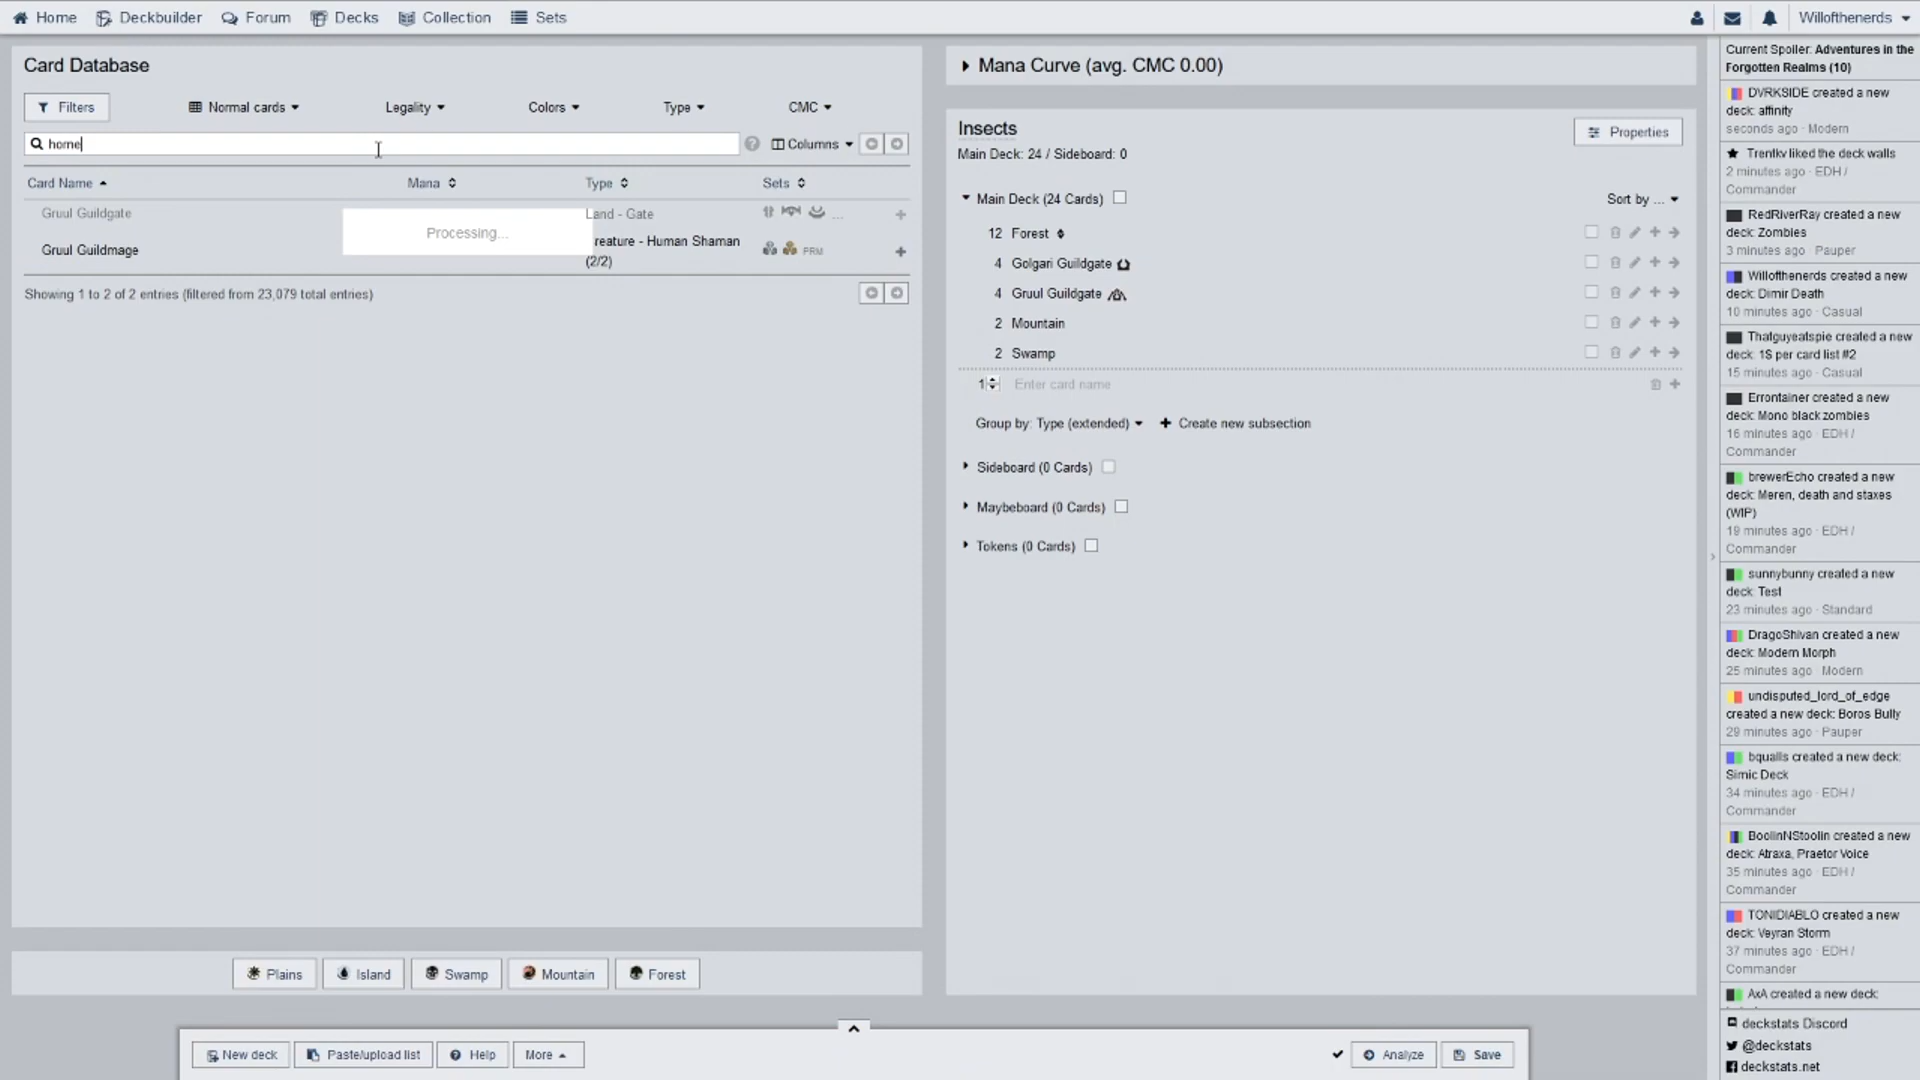 Home Deckbuilder Forum Decks Collection Sets Willofthenerds
Card Database
Filters Normal cards Legality Colors Type CMC
home Columns
Card Name Mana Type Sets
Gruul Guildgate Land - Gate ...
Processing...
Gruul Guildmage reature - Human Shaman PRM
(2/2)
Showing 1 to 2 of 2 entries (filtered from 23,079 total entries)
Plains Island Swamp Mountain Forest
Mana Curve (avg. CMC 0.00)
Insects
Properties
Main Deck: 24 / Sideboard: 0
Main Deck (24 Cards) Sort by ...
12 Forest
4 Golgari Guildgate
4 Gruul Guildgate
2 Mountain
2 Swamp
1 Enter card name
Group by: Type (extended) Create new subsection
Sideboard (0 Cards)
Maybeboard (0 Cards)
Tokens (0 Cards)
Current Spoiler: Adventures in the
Forgotten Realms (10)
DVRKSIDE created a new
deck: affinity
seconds ago · Modern
Trentkv liked the deck walls
2 minutes ago · EDH /
Commander
RedRiverRay created a new
deck: Zombies
3 minutes ago · Pauper
Willofthenerds created a new
deck: Dimir Death
10 minutes ago · Casual
Thatguyeatspie created a new
deck: 1$ per card list #2
15 minutes ago · Casual
Errontainer created a new
deck: Mono black zombies
16 minutes ago · EDH /
Commander
brewerEcho created a new
deck: Meren, death and staxes
(WIP)
19 minutes ago · EDH /
Commander
sunnybunny created a new
deck: Test
23 minutes ago · Standard
DragoShivan created a new
deck: Modern Morph
25 minutes ago · Modern
undisputed_lord_of_edge
created a new deck: Boros Bully
29 minutes ago · Pauper
bqualls created a new deck:
Simic Deck
34 minutes ago · EDH /
Commander
BoolinNStoolin created a new
deck: Atraxa, Praetor Voice
35 minutes ago · EDH /
Commander
TONIDIABLO created a new
deck: Veyran Storm
37 minutes ago · EDH /
Commander
AxA created a new deck:
deckstats Discord
@deckstats
deckstats.net
New deck Paste/upload list Help More Analyze Save